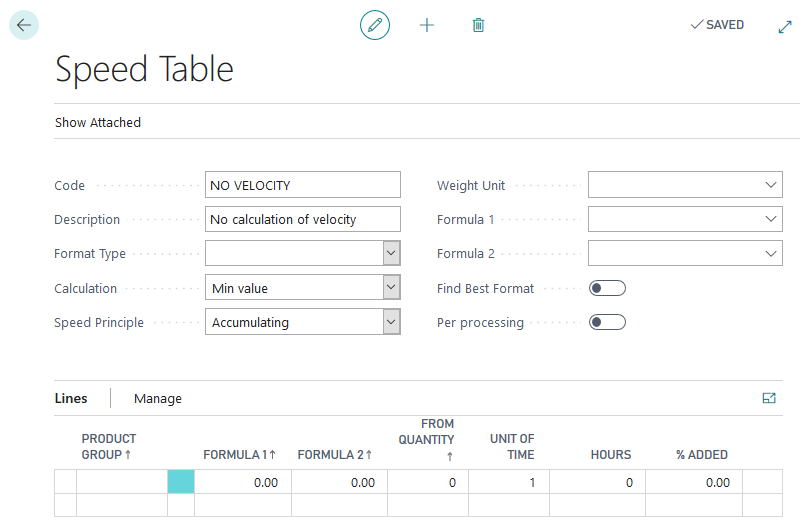 SAVED
Speed Table
Show Attached
Code NO VELOCITY
Weight Unit
Description No calculation of velocity
Formula 1
Format Type
Formula 2
Calculation Min value
Find Best Format
Speed Principle Accumulating
Per processing
Lines Manage
PRODUCT GROUP ↑
FORMULA 1 ↑
FORMULA 2 ↑
FROM QUANTITY ↑
UNIT OF TIME
HOURS
% ADDED
0.00 0.00 0 1 0 0.00